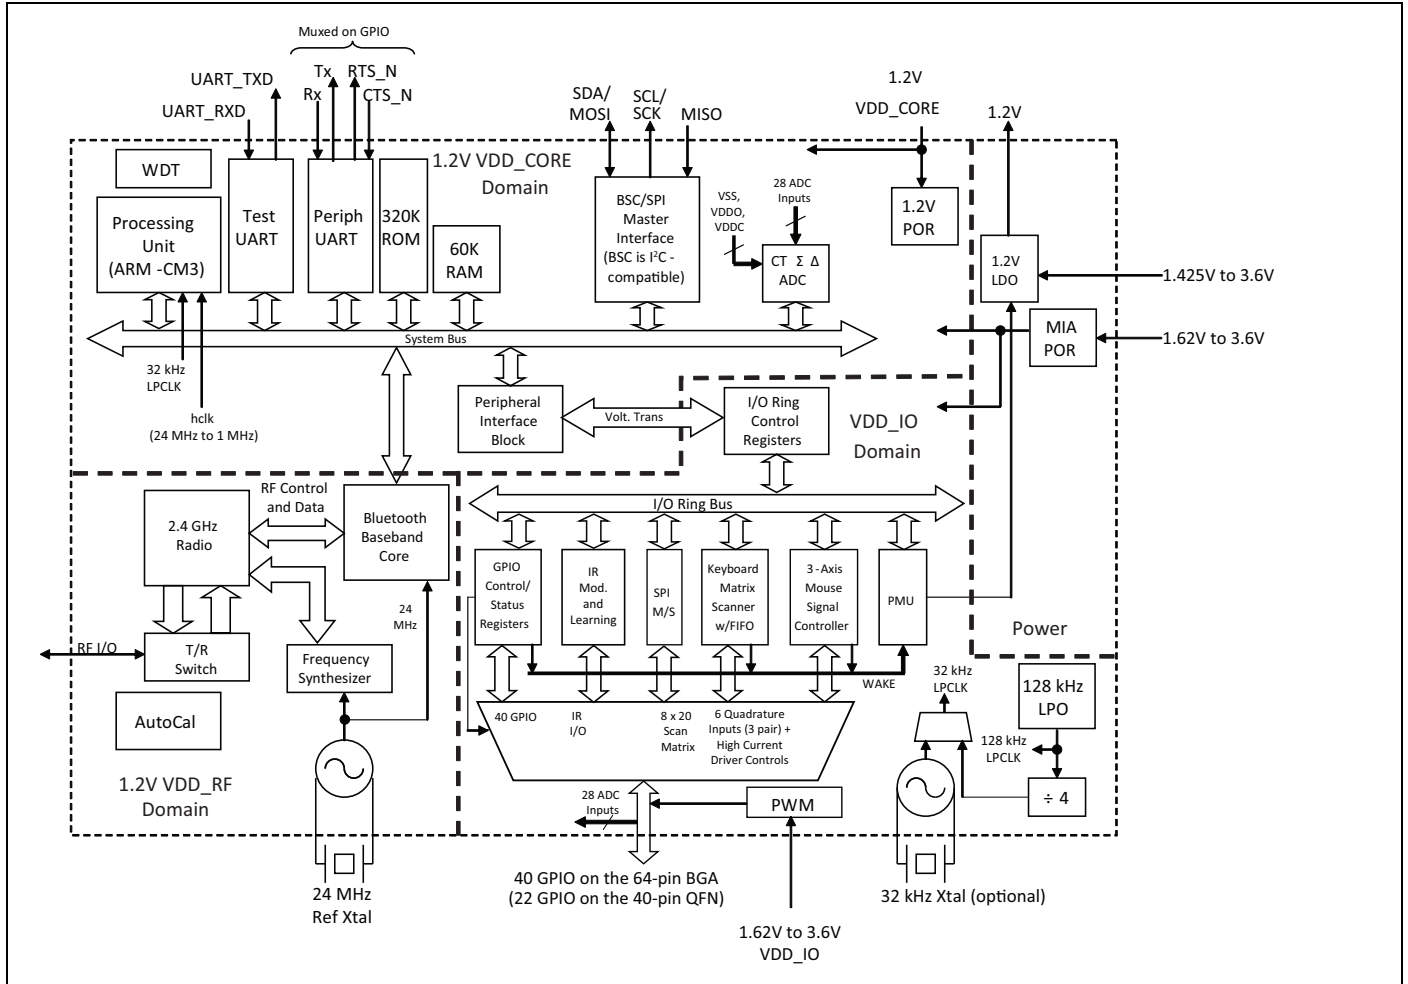 Muxed on GPIO
UART_TXD
Tx
RTS_N
Rx
CTS_N
UART_RXD
SDA/
MOSI
SCL/
SCK
MISO
1.2V
VDD_CORE
1.2V
WDT
1.2V VDD_CORE
Domain
Processing
Unit
(ARM -CM3)
Test
UART
Periph
UART
320K
ROM
60K
RAM
BSC/SPI
Master
Interface
(BSC is I²C -
compatible)
VSS,
VDDO,
VDDC
28 ADC
Inputs
CT Σ Δ
ADC
1.2V
POR
1.2V
LDO
1.425V to 3.6V
MIA
POR
1.62V to 3.6V
System Bus
32 kHz
LPCLK
hclk
(24 MHz to 1 MHz)
Peripheral
Interface
Block
Volt. Trans
I/O Ring
Control
Registers
VDD_IO
Domain
RF Control
and Data
2.4 GHz
Radio
Bluetooth
Baseband
Core
I/O Ring Bus
GPIO
Control/
Status
Registers
IR
Mod.
and
Learning
SPI
M/S
Keyboard
Matrix
Scanner
w/FIFO
3-Axis
Mouse
Signal
Controller
PMU
24
MHz
Power
RF I/O
T/R
Switch
Frequency
Synthesizer
WAKE
32 kHz
LPCLK
128 kHz
LPO
AutoCal
40 GPIO
IR
I/O
8 x 20
Scan
Matrix
6 Quadrature
Inputs (3 pair) +
High Current
Driver Controls
128 kHz
LPCLK
÷ 4
1.2V VDD_RF
Domain
28 ADC
Inputs
PWM
24 MHz
Ref Xtal
40 GPIO on the 64-pin BGA
(22 GPIO on the 40-pin QFN)
32 kHz Xtal (optional)
1.62V to 3.6V
VDD_IO